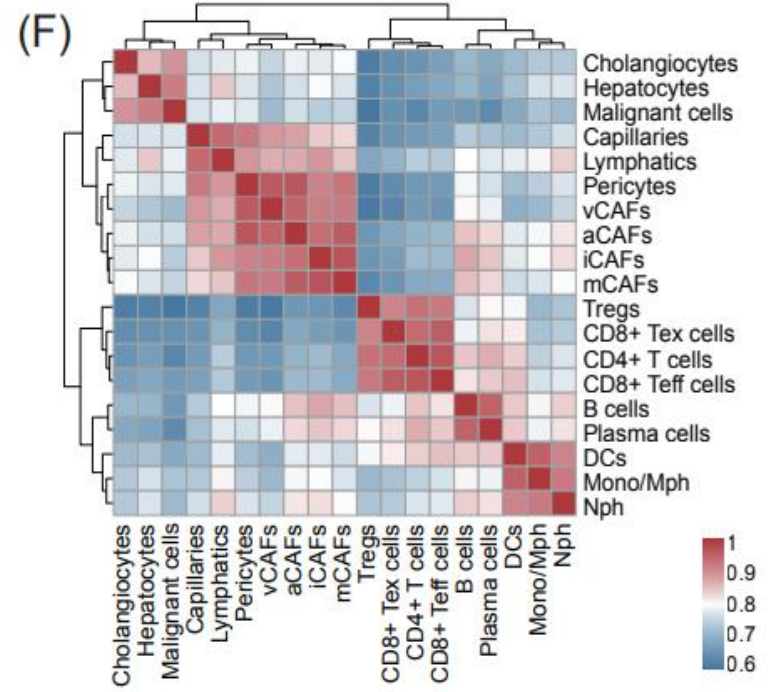 (F)
Cholangiocytes
Hepatocytes
Malignant cells
Capillaries
Lymphatics
Pericytes
vCAFs
aCAFs
iCAFs
mCAFs
Tregs
CD8+ Tex cells
CD4+ T cells
CD8+ Teff cells
B cells
Plasma cells
DCs
Mono/Mph
Nph
Cholangiocytes
Hepatocytes
Malignant cells
Capillaries
Lymphatics
Pericytes
vCAFs
aCAFs
iCAFs
mCAFs
Tregs
CD8+ Tex cells
CD4+ T cells
CD8+ Teff cells
B cells
Plasma cells
DCs
Mono/Mph
Nph
1
0.9
0.8
0.7
0.6